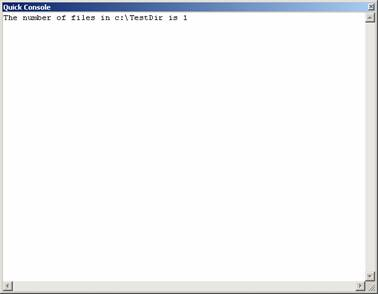 Quick Console
The number of files in c:\TestDir is 1